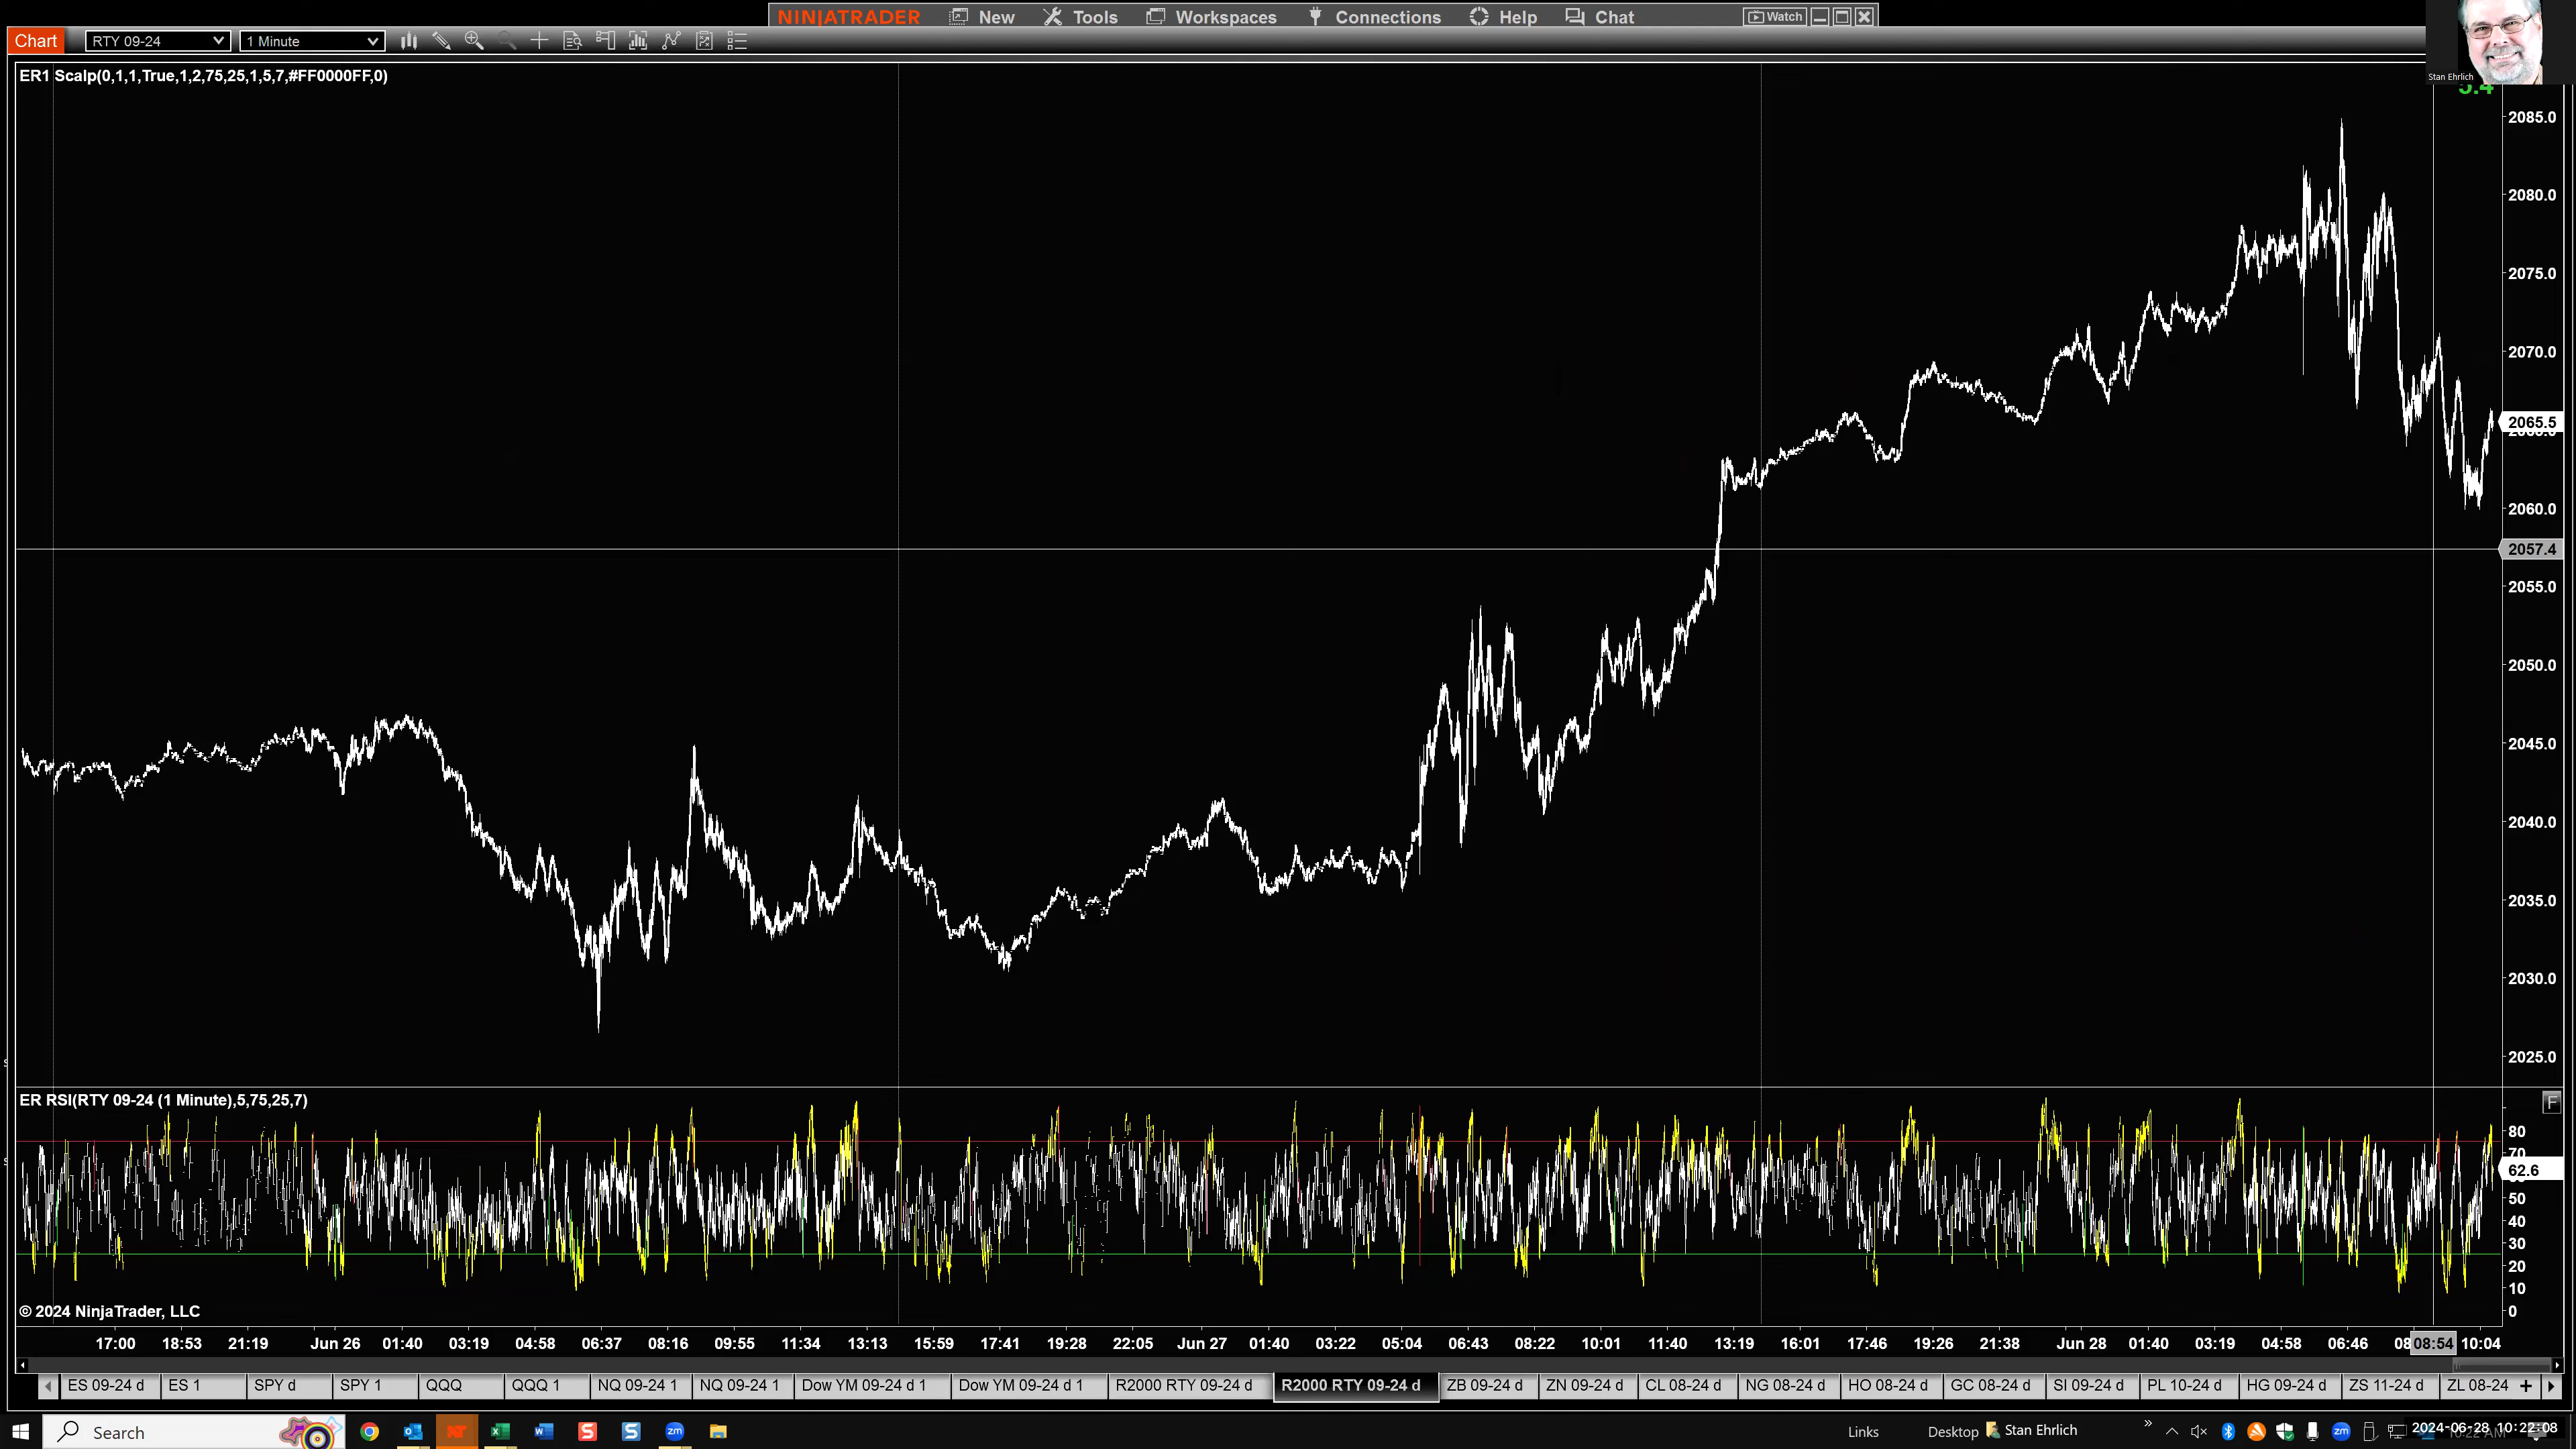 NINJATRADER New Tools Workspaces Connections Help Chat Watch
Chart RTY 09-24 1 Minute
Stan Ehrlich
ER1 Scalp(0,1,1,True,1,2,75,25,1,5,7,#FF0000FF,0)
2085.0
2080.0
2075.0
2070.0
2065.5
2060.0
2057.4
2055.0
2050.0
2045.0
2040.0
2035.0
2030.0
2025.0
ER RSI(RTY 09-24 (1 Minute),5,75,25,7)
F
80
70
62.6
50
40
30
20
10
0
© 2024 NinjaTrader, LLC
17:00 18:53 21:19 Jun 26 01:40 03:19 04:58 06:37 08:16 09:55 11:34 13:13 15:59 17:41 19:28 22:05 Jun 27 01:40 03:22 05:04 06:43 08:22 10:01 11:40 13:19 16:01 17:46 19:26 21:38 Jun 28 01:40 03:19 04:58 06:46 08:54 10:04
ES 09-24 d ES 1 SPY d SPY 1 QQQ QQQ 1 NQ 09-24 1 NQ 09-24 1 Dow YM 09-24 d 1 Dow YM 09-24 d 1 R2000 RTY 09-24 d R2000 RTY 09-24 d ZB 09-24 d ZN 09-24 d CL 08-24 d NG 08-24 d HO 08-24 d GC 08-24 d SI 09-24 d PL 10-24 d HG 09-24 d ZS 11-24 d ZL 08-24
Search Links Desktop Stan Ehrlich 2024-06-28 10:22:08